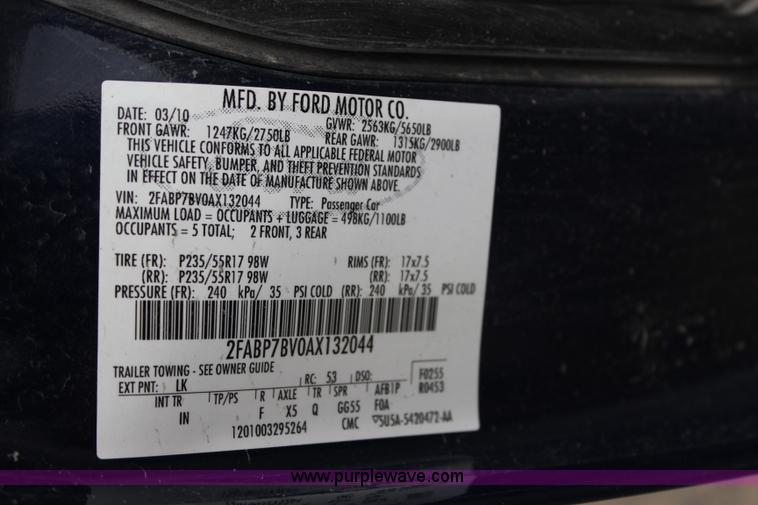 MFD. BY FORD MOTOR CO.
DATE: 03/10 GVWR: 2563KG/5650LB
FRONT GAWR: 1247KG/2750LB REAR GAWR: 1315KG/2900LB
THIS VEHICLE CONFORMS TO ALL APPLICABLE FEDERAL MOTOR
VEHICLE SAFETY, BUMPER, AND THEFT PREVENTION STANDARDS
IN EFFECT ON THE DATE OF MANUFACTURE SHOWN ABOVE.
VIN: 2FABP7BV0AX132044 TYPE: Passenger Car
MAXIMUM LOAD = OCCUPANTS + LUGGAGE = 498KG/1100LB
OCCUPANTS = 5 TOTAL; 2 FRONT, 3 REAR
TIRE (FR): P235/55R17 98W RIMS (FR): 17x7.5
(RR): P235/55R17 98W (RR): 17x7.5
PRESSURE (FR): 240 kPa/ 35 PSI COLD (RR): 240 kPa/ 35 PSI COLD
2FABP7BV0AX132044
TRAILER TOWING - SEE OWNER GUIDE
EXT PNT: LK RC: 53 DSO: F0255
R0453
INT TR TP/PS R AXLE TR SPR AFB1P
IN F X5 Q GG55 F0A
1201003295264 CMC 5U5A-5420472-AA
www.purplewave.com